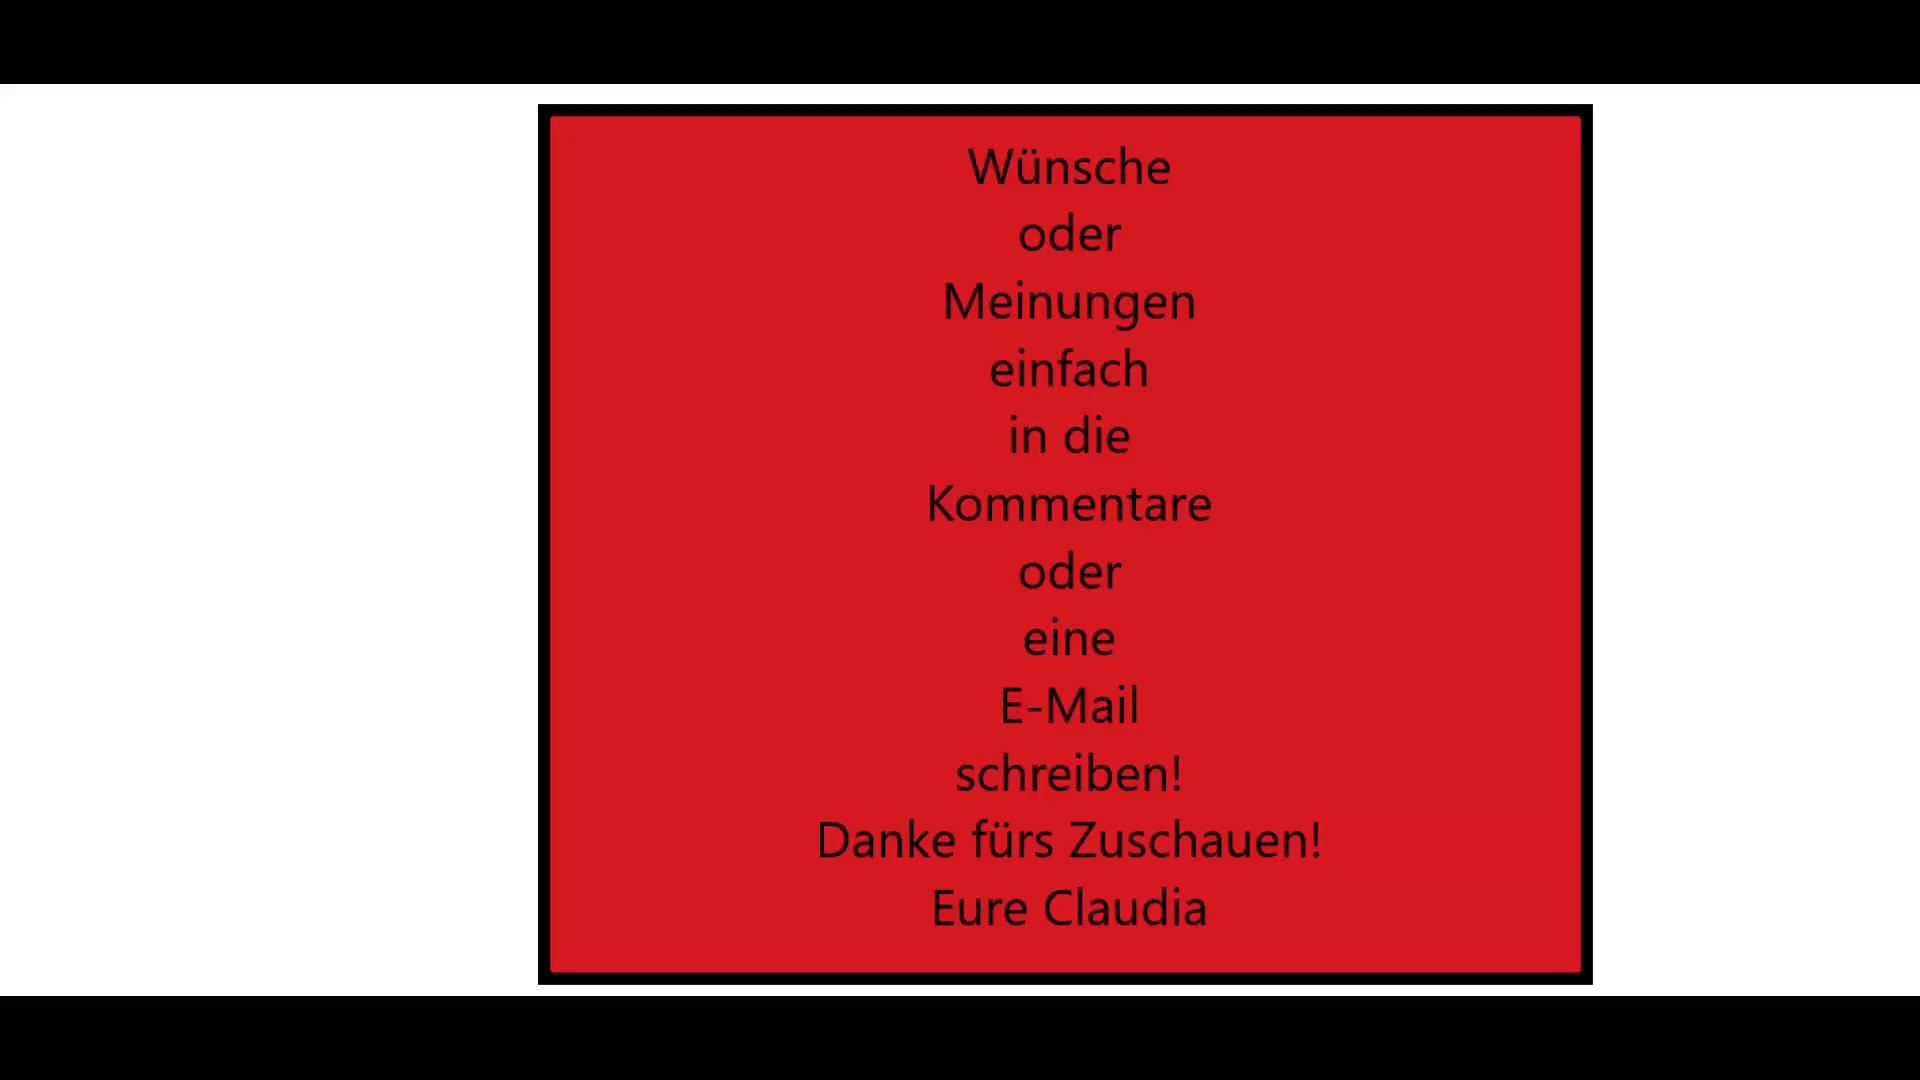 Wünsche
oder
Meinungen
einfach
in die
Kommentare
oder
eine
E-Mail
schreiben!
Danke fürs Zuschauen!
Eure Claudia